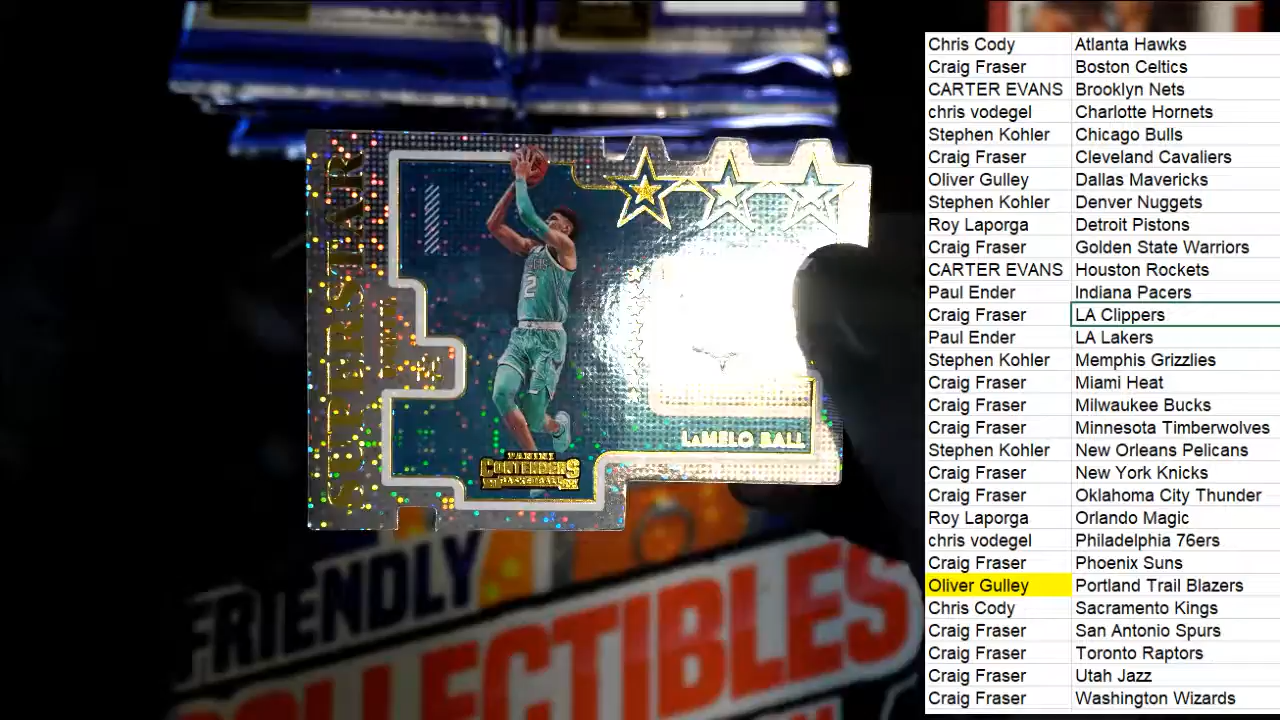 SUPERSTAR
DIE-CUT
2
LAMELO BALL
PANINI
CONTENDERS
BASKETBALL
FRIENDLY
COLLECTIBLES
Chris Cody Atlanta Hawks
Craig Fraser Boston Celtics
CARTER EVANS Brooklyn Nets
chris vodegel Charlotte Hornets
Stephen Kohler Chicago Bulls
Craig Fraser Cleveland Cavaliers
Oliver Gulley Dallas Mavericks
Stephen Kohler Denver Nuggets
Roy Laporga Detroit Pistons
Craig Fraser Golden State Warriors
CARTER EVANS Houston Rockets
Paul Ender Indiana Pacers
Craig Fraser LA Clippers
Paul Ender LA Lakers
Stephen Kohler Memphis Grizzlies
Craig Fraser Miami Heat
Craig Fraser Milwaukee Bucks
Craig Fraser Minnesota Timberwolves
Stephen Kohler New Orleans Pelicans
Craig Fraser New York Knicks
Craig Fraser Oklahoma City Thunder
Roy Laporga Orlando Magic
chris vodegel Philadelphia 76ers
Craig Fraser Phoenix Suns
Oliver Gulley Portland Trail Blazers
Chris Cody Sacramento Kings
Craig Fraser San Antonio Spurs
Craig Fraser Toronto Raptors
Craig Fraser Utah Jazz
Craig Fraser Washington Wizards